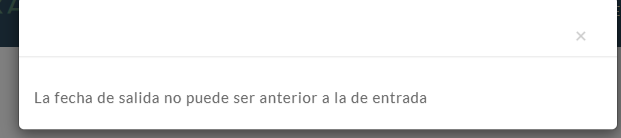 ×
La fecha de salida no puede ser anterior a la de entrada